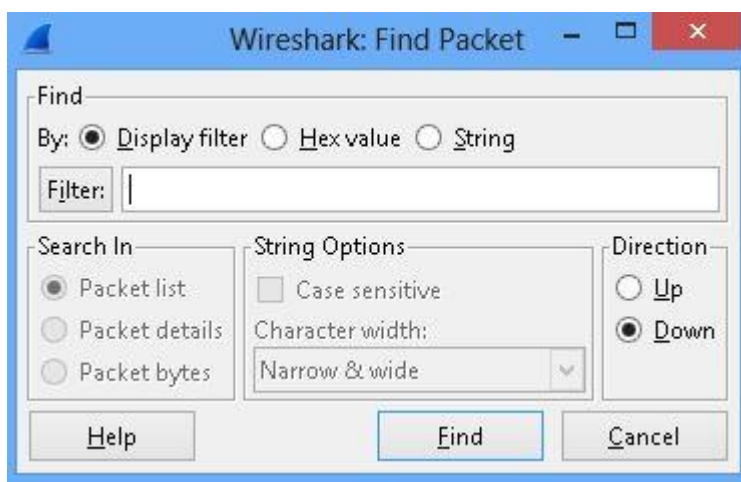 Wireshark: Find Packet
Find
By: Display filter Hex value String
Filter:
Search In
Packet list
Packet details
Packet bytes
String Options
Case sensitive
Character width:
Narrow & wide
Direction
Up
Down
Help Find Cancel